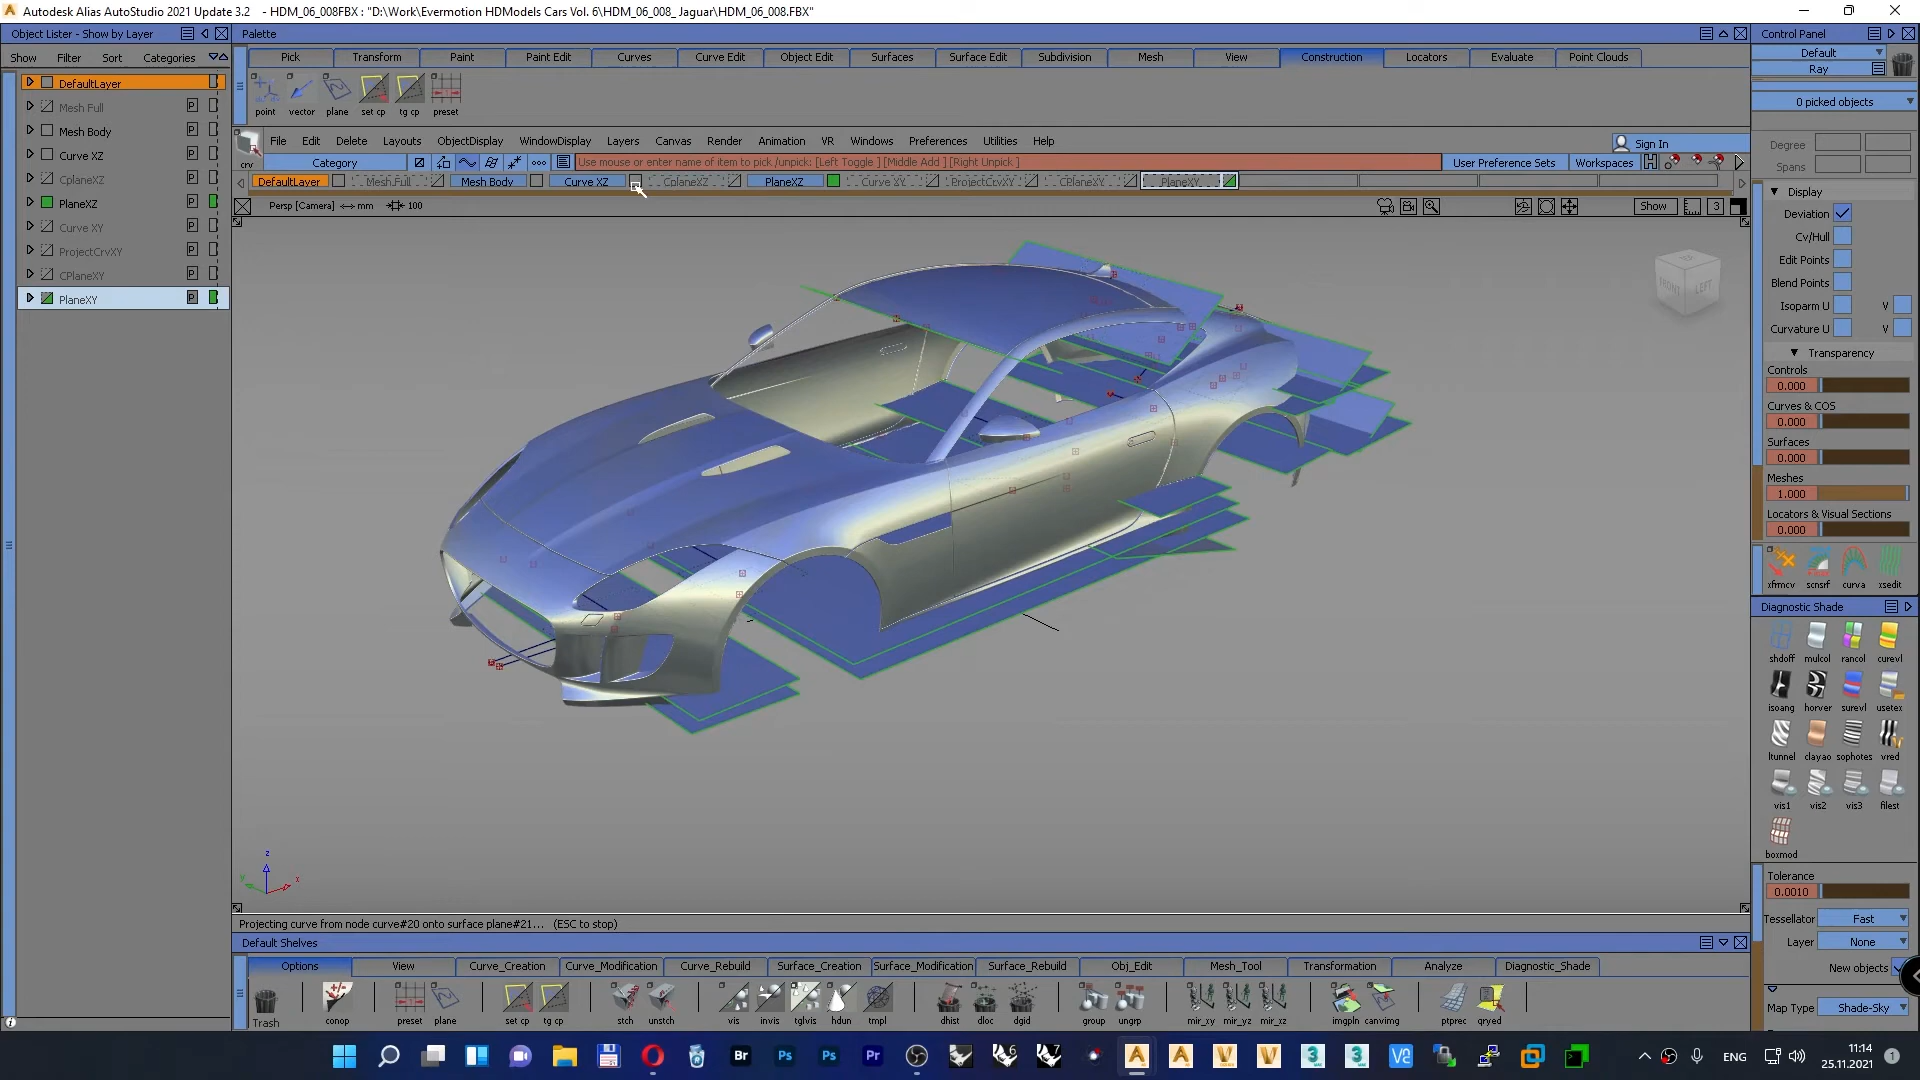 Autodesk Alias AutoStudio 2021 Update 3.2 - HDM_06_008FBX : "D:\Work\Evermotion HDModels Cars Vol. 6\HDM_06_008_ Jaguar\HDM_06_008.FBX"
Object Lister - Show by Layer
Palette
Control Panel
Show Filter Sort Categories
Pick Transform Paint Paint Edit Curves Curve Edit Object Edit Surfaces Surface Edit Subdivision Mesh View Construction Locators Evaluate Point Clouds
Default
Ray
DefaultLayer
Mesh Full
Mesh Body
Curve XZ
CplaneXZ
PlaneXZ
Curve XY
ProjectCrvXY
CPlaneXY
PlaneXY
point vector plane set cp tg cp preset
0 picked objects
crv
File Edit Delete Layouts ObjectDisplay WindowDisplay Layers Canvas Render Animation VR Windows Preferences Utilities Help
Sign In
Category
Use mouse or enter name of item to pick /unpick: [Left Toggle ] [Middle Add ] [Right Unpick ]
User Preference Sets Workspaces
DefaultLayer Mesh Full Mesh Body Curve XZ CplaneXZ PlaneXZ Curve XY ProjectCrvXY CPlaneXY PlaneXY
Persp [Camera] mm 100
Show 3
TOP
FRONT LEFT
Degree
Spans
Display
Deviation
Cv/Hull
Edit Points
Blend Points
Isoparm U V
Curvature U V
Transparency
Controls
0.000
Curves & COS
0.000
Surfaces
0.000
Meshes
1.000
Locators & Visual Sections
0.000
xfrmcv scnsrf curva xsedit
Diagnostic Shade
shdoff mulcol rancol curevl
isoang horver surevl usetex
ltunnel clayao sophotes vred
vis1 vis2 vis3 filest
boxmod
Tolerance
0.0010
Tessellator Fast
Layer None
New objects
Map Type Shade-Sky
z
y x
Projecting curve from node curve#20 onto surface plane#21... (ESC to stop)
Default Shelves
Options View Curve_Creation Curve_Modification Curve_Rebuild Surface_Creation Surface_Modification Surface_Rebuild Obj_Edit Mesh_Tool Transformation Analyze Diagnostic_Shade
Trash conop preset plane set cp tg cp stch unstch vis invis tglvis hdun tmpl dhist dloc dgid group ungrp mir_xy mir_yz mir_xz imgpln canvimg ptprec qryed
Br Ps Ps Pr
ENG
11:14
25.11.2021